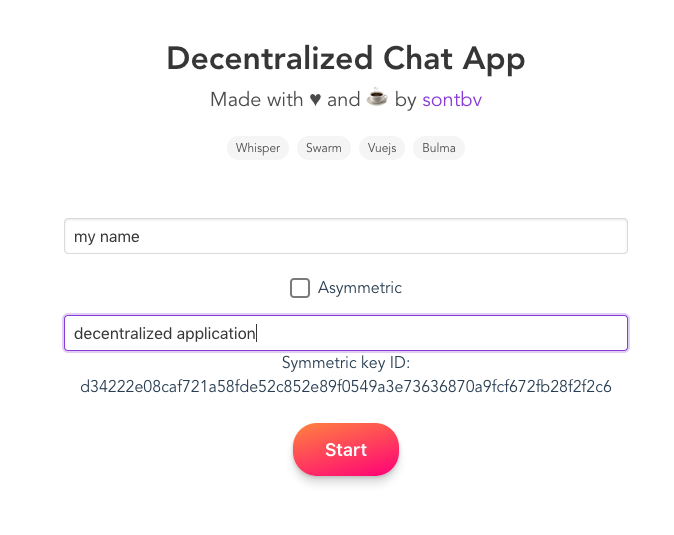 Decentralized Chat App
Made with ♥ and ☕ by sontbv
Whisper Swarm Vuejs Bulma
my name
Asymmetric
decentralized application
Symmetric key ID:
d34222e08caf721a58fde52c852e89f0549a3e73636870a9fcf672fb28f2f2c6
Start